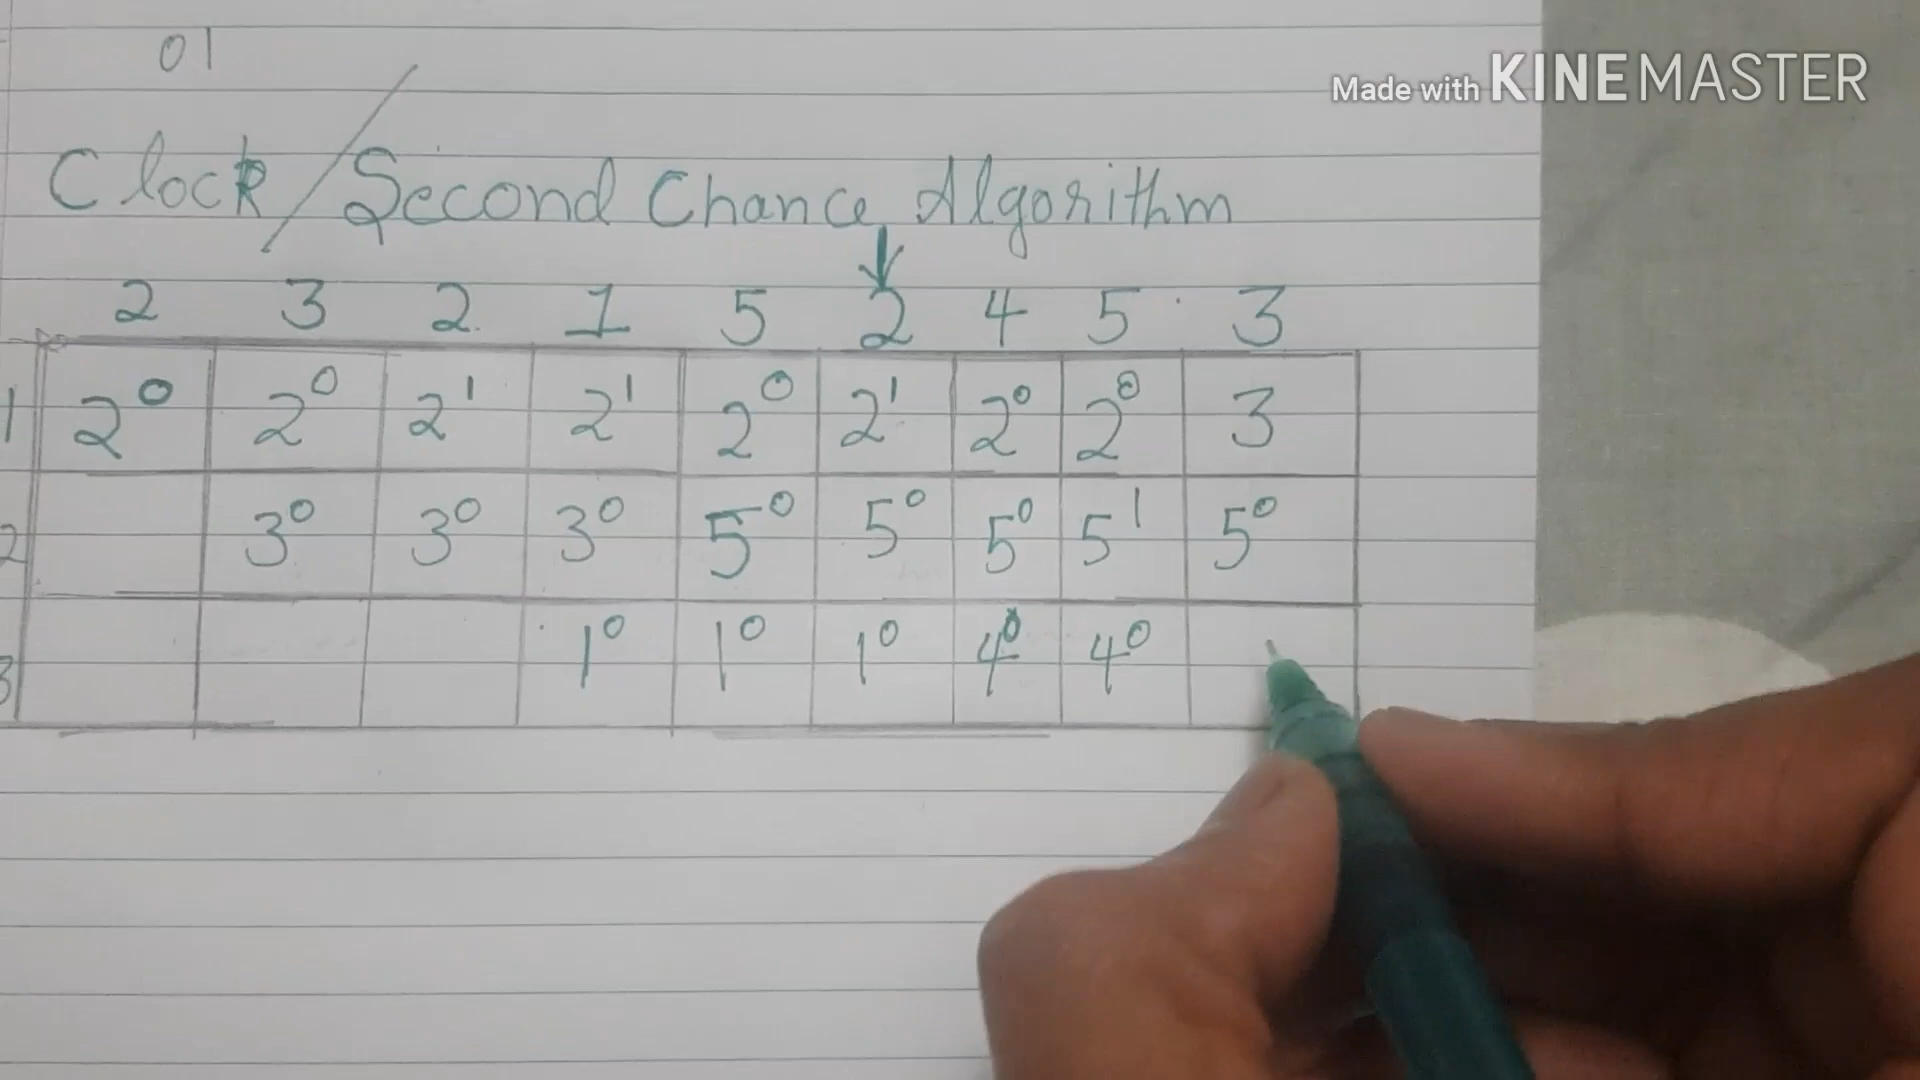 01
Made with KINEMASTER
Clock/Second Chance Algorithm
2 3 2 1 5 2 4 5 3
1 2⁰ 2⁰ 2¹ 2¹ 2⁰ 2¹ 2⁰ 2⁰ 3
2 3⁰ 3⁰ 3⁰ 5⁰ 5⁰ 5⁰ 5¹ 5⁰
3 1⁰ 1⁰ 1⁰ 4⁰ 4⁰